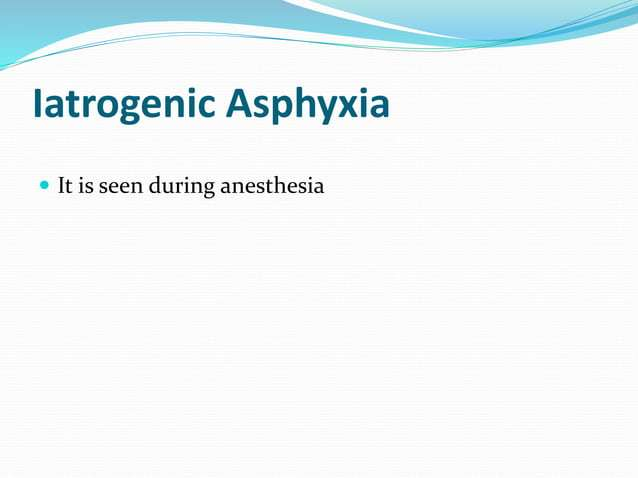 Iatrogenic Asphyxia
It is seen during anesthesia